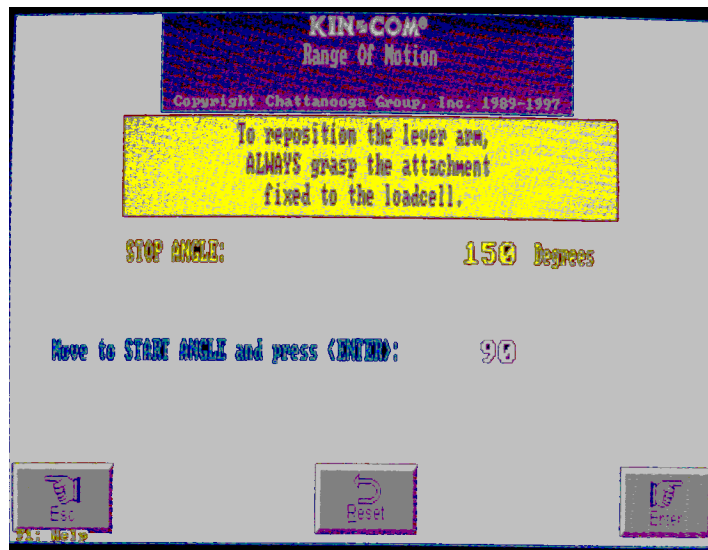 KIN•COM®
Range Of Motion
Copyright Chattanooga Group, Inc. 1989-1997
To reposition the lever arm,
ALWAYS grasp the attachment
fixed to the loadcell.
STOP ANGLE: 150 Degrees
Move to START ANGLE and press <ENTER>: 90
Esc Reset Enter
F1: Help